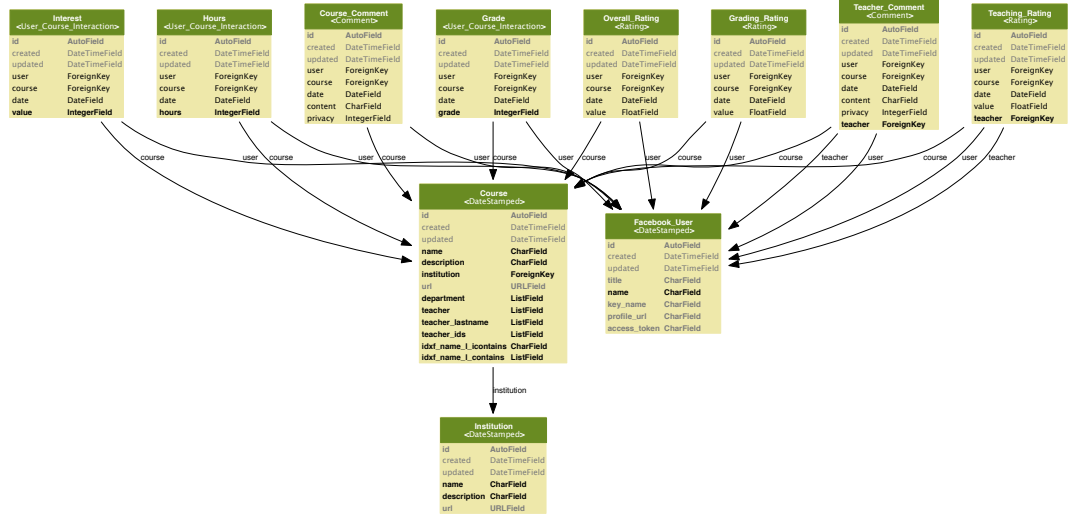 Interest
<User_Course_Interaction>
id AutoField
created DateTimeField
updated DateTimeField
user ForeignKey
course ForeignKey
date DateField
value IntegerField
Hours
<User_Course_Interaction>
id AutoField
created DateTimeField
updated DateTimeField
user ForeignKey
course ForeignKey
date DateField
hours IntegerField
Course_Comment
<Comment>
id AutoField
created DateTimeField
updated DateTimeField
user ForeignKey
course ForeignKey
date DateField
content CharField
privacy IntegerField
Grade
<User_Course_Interaction>
id AutoField
created DateTimeField
updated DateTimeField
user ForeignKey
course ForeignKey
date DateField
grade IntegerField
Overall_Rating
<Rating>
id AutoField
created DateTimeField
updated DateTimeField
user ForeignKey
course ForeignKey
date DateField
value FloatField
Grading_Rating
<Rating>
id AutoField
created DateTimeField
updated DateTimeField
user ForeignKey
course ForeignKey
date DateField
value FloatField
Teacher_Comment
<Comment>
id AutoField
created DateTimeField
updated DateTimeField
user ForeignKey
course ForeignKey
date DateField
content CharField
privacy IntegerField
teacher ForeignKey
Teaching_Rating
<Rating>
id AutoField
created DateTimeField
updated DateTimeField
user ForeignKey
course ForeignKey
date DateField
value FloatField
teacher ForeignKey
course user course user course user course user course user course user course teacher user course user teacher
Course
<DateStamped>
id AutoField
created DateTimeField
updated DateTimeField
name CharField
description CharField
institution ForeignKey
url URLField
department ListField
teacher ListField
teacher_lastname ListField
teacher_ids ListField
idxf_name_l_icontains CharField
idxf_name_l_contains ListField
Facebook_User
<DateStamped>
id AutoField
created DateTimeField
updated DateTimeField
title CharField
name CharField
key_name CharField
profile_url CharField
access_token CharField
institution
Institution
<DateStamped>
id AutoField
created DateTimeField
updated DateTimeField
name CharField
description CharField
url URLField